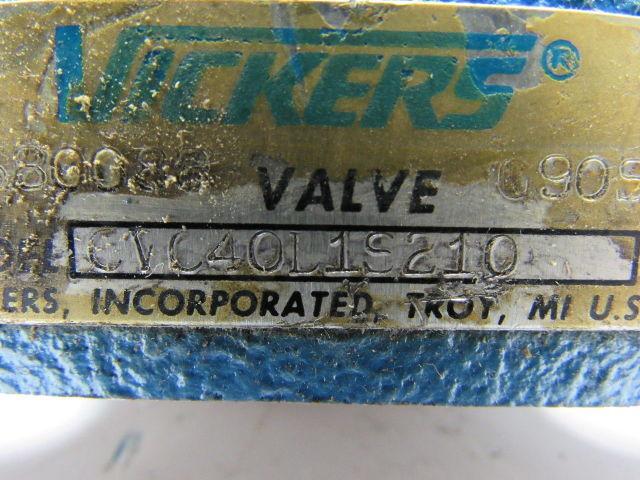 VICKERS®
VALVE
CVC40L1S210
ERS, INCORPORATED, TROY, MI U.S